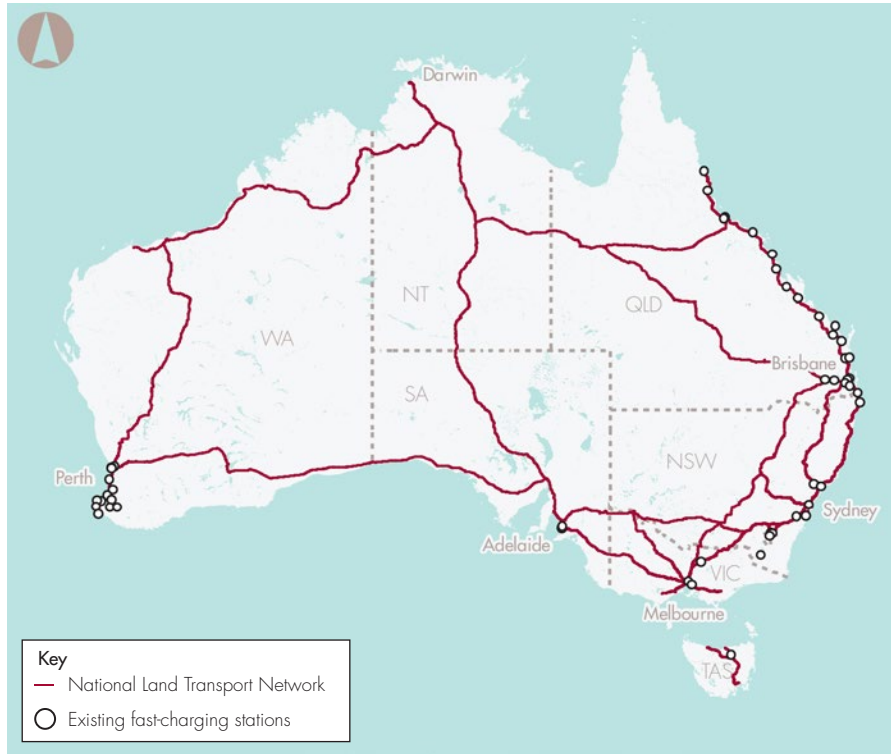 Darwin
NT
QLD
WA
Brisbane
SA
NSW
Perth
Sydney
Adelaide
VIC
Melbourne
TAS
Key
National Land Transport Network
Existing fast-charging stations